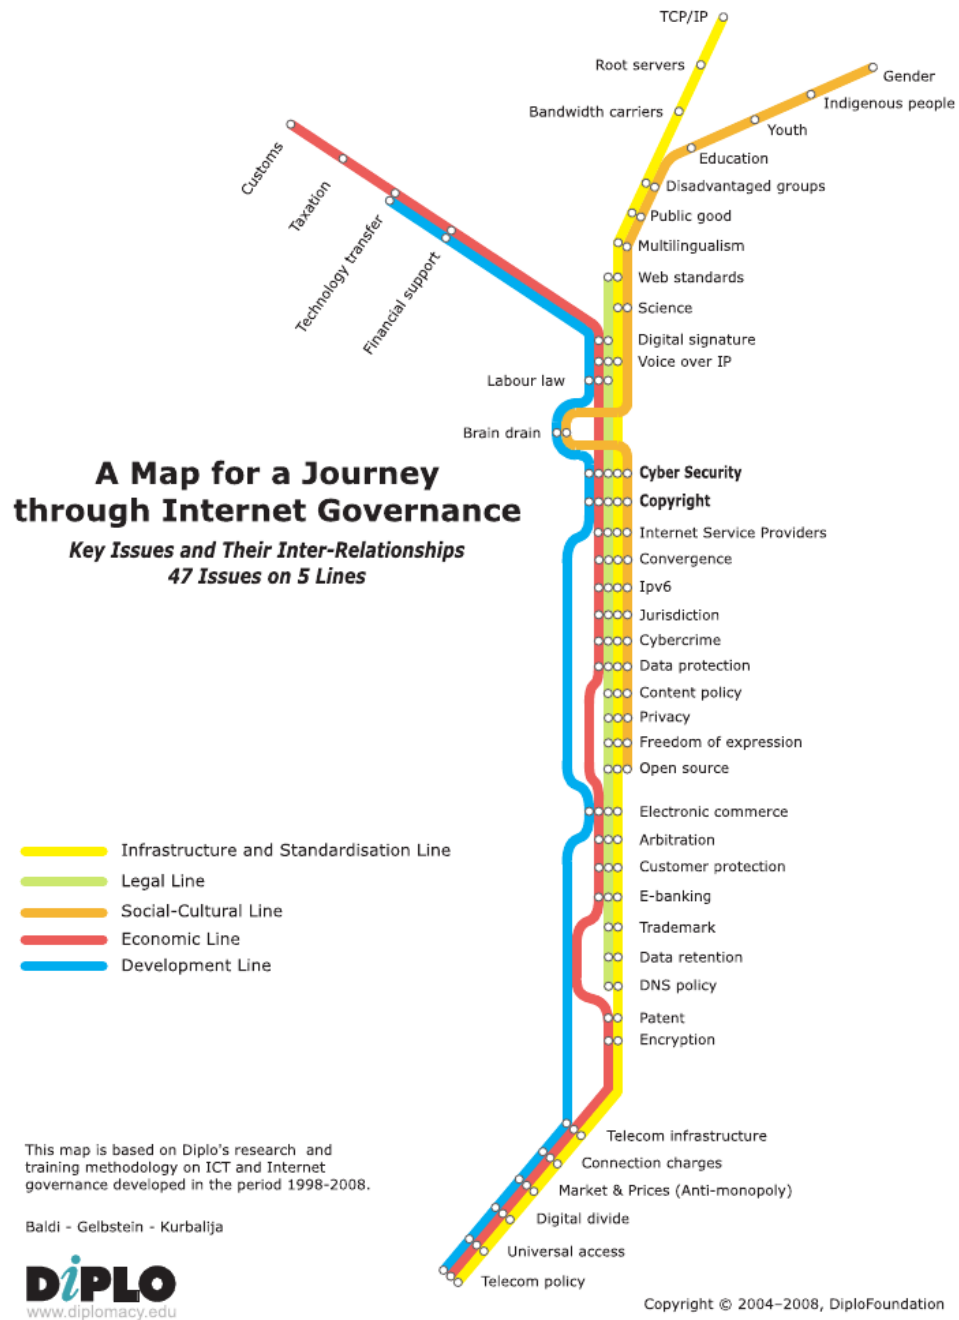 TCP/IP
Root servers
Bandwidth carriers
Gender
Indigenous people
Youth
Education
Disadvantaged groups
Public good
Multilingualism
Web standards
Science
Digital signature
Voice over IP
Customs
Taxation
Technology transfer
Financial support
Labour law
Brain drain
A Map for a Journey
through Internet Governance
Key Issues and Their Inter-Relationships
47 Issues on 5 Lines
Cyber Security
Copyright
Internet Service Providers
Convergence
Ipv6
Jurisdiction
Cybercrime
Data protection
Content policy
Privacy
Freedom of expression
Open source
Electronic commerce
Arbitration
Customer protection
E-banking
Trademark
Data retention
DNS policy
Patent
Encryption
Infrastructure and Standardisation Line
Legal Line
Social-Cultural Line
Economic Line
Development Line
Telecom infrastructure
Connection charges
Market & Prices (Anti-monopoly)
Digital divide
Universal access
Telecom policy
This map is based on Diplo's research and
training methodology on ICT and Internet
governance developed in the period 1998-2008.
Baldi - Gelbstein - Kurbalija
DiPLO
www.diplomacy.edu
Copyright © 2004–2008, DiploFoundation